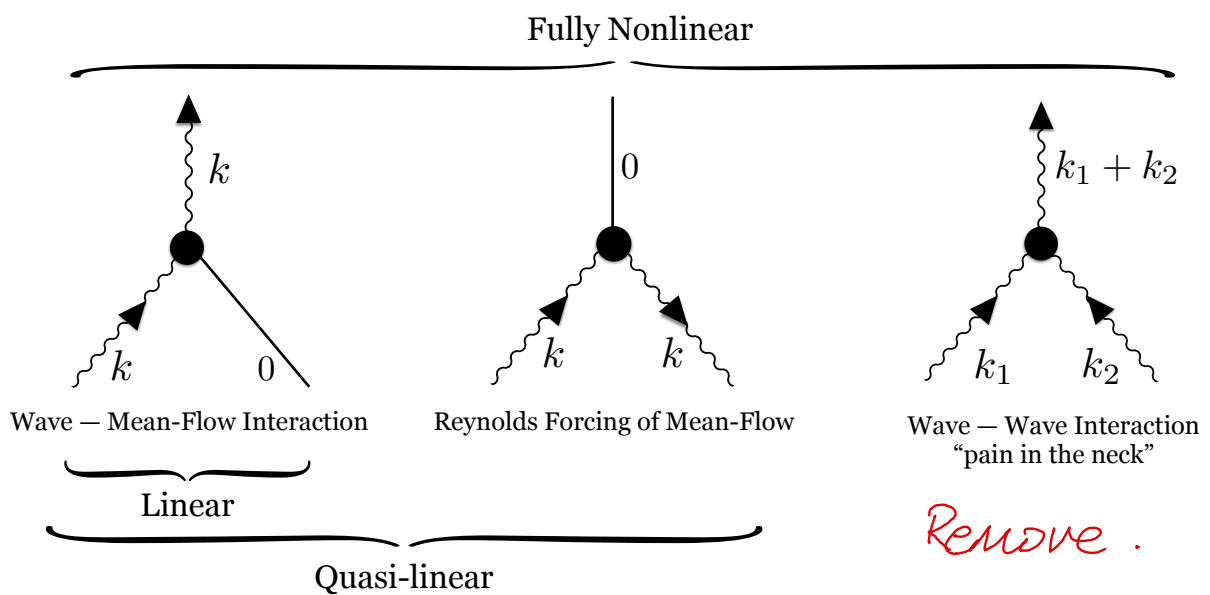 Fully Nonlinear
k
0
k₁ + k₂
k
0
k
k
k₁
k₂
Wave — Mean-Flow Interaction
Reynolds Forcing of Mean-Flow
Wave — Wave Interaction
“pain in the neck”
Linear
Remove .
Quasi-linear